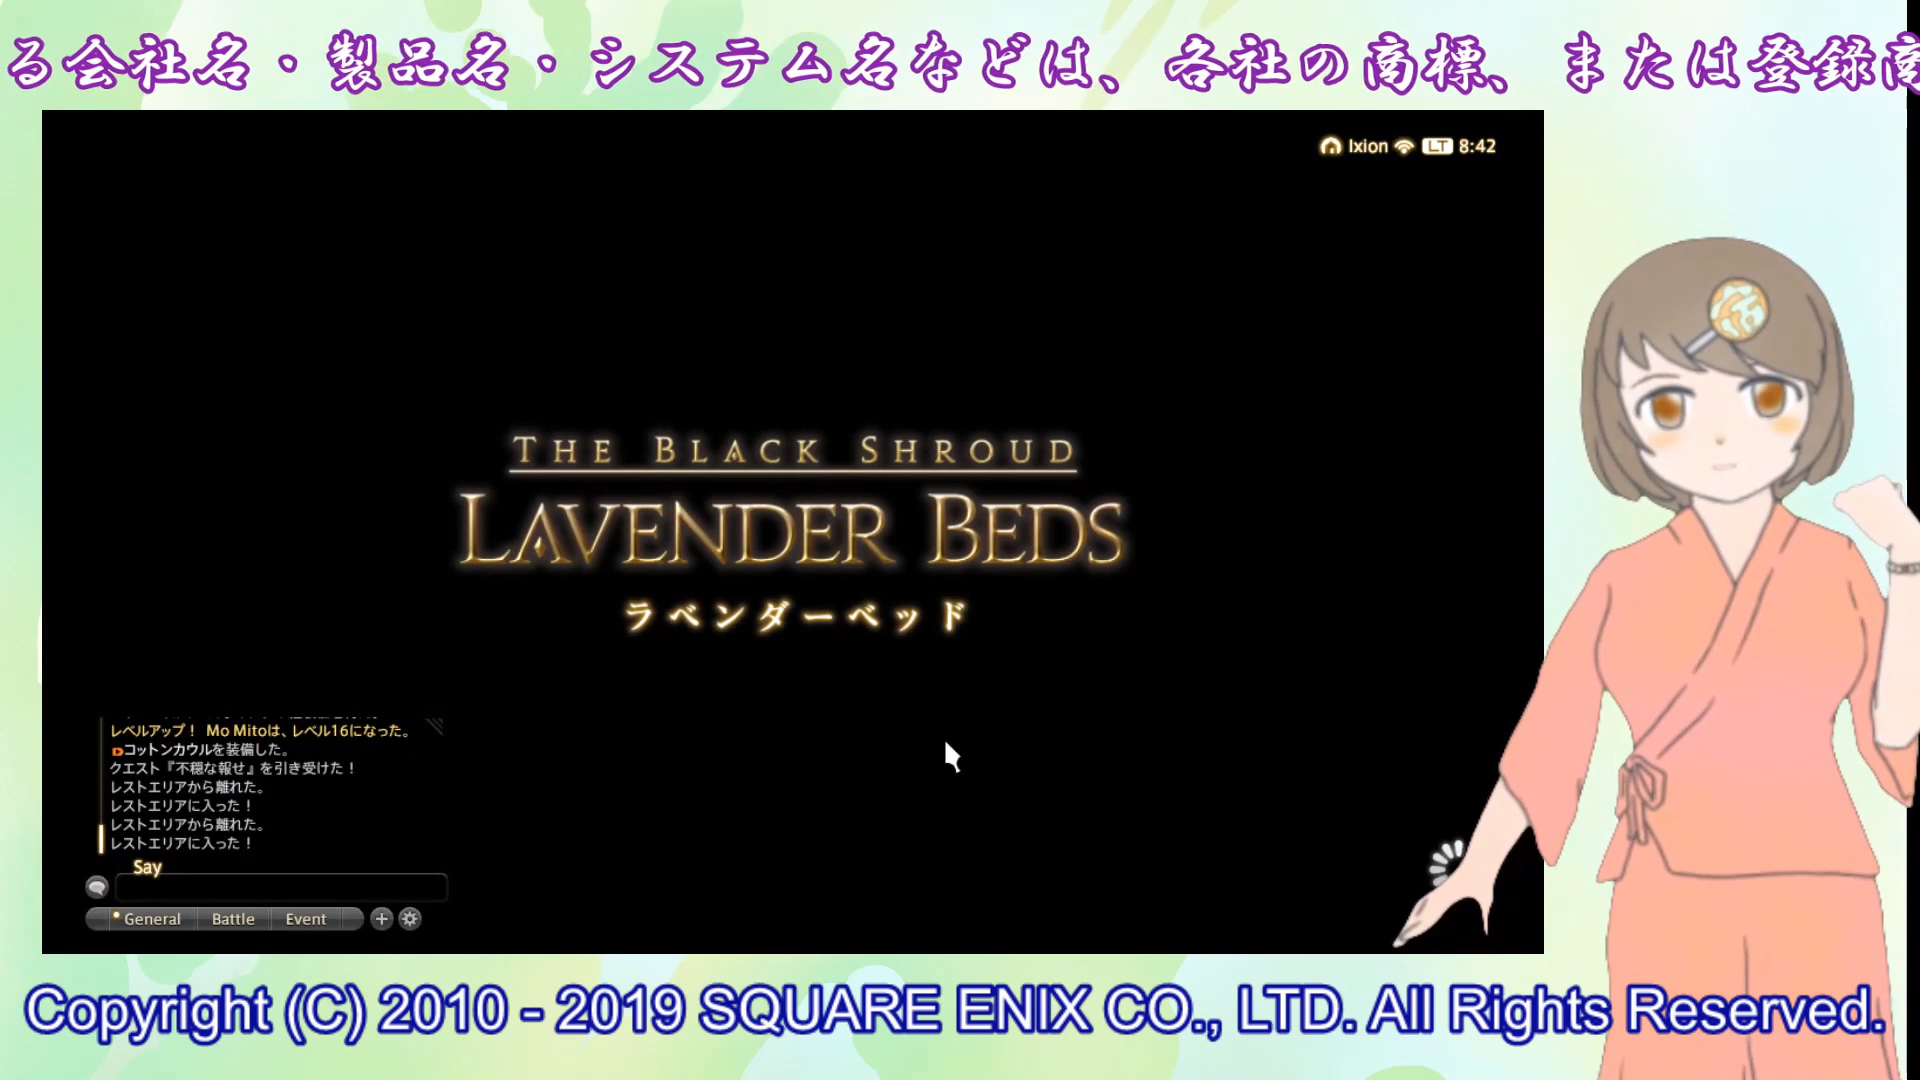 る会社名・製品名・システム名などは、各社の商標、または登録商
Ixion LT 8:42
THE BLACK SHROUD
LAVENDER BEDS
ラベンダーベッド
レベルアップ！ Mo Mitoは、レベル16になった。
コットンカウルを装備した。
クエスト『不穏な報せ』を引き受けた！
レストエリアから離れた。
レストエリアに入った！
レストエリアから離れた。
レストエリアに入った！
Say
General Battle Event
Copyright (C) 2010 - 2019 SQUARE ENIX CO., LTD. All Rights Reserved.